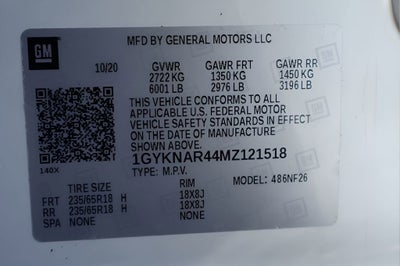 GM
MFD BY GENERAL MOTORS LLC
10/20 GVWR GAWR FRT GAWR RR
2722 KG 1350 KG 1450 KG
6001 LB 2976 LB 3196 LB
THIS VEHICLE CONFORMS TO ALL
APPLICABLE U.S. FEDERAL MOTOR
VEHICLE SAFETY STANDARDS IN EFFECT
ON THE DATE OF MANUFACTURE
SHOWN ABOVE.
1GYKNAR44MZ121518
140X TYPE: M.P.V. MODEL: 486NF26
TIRE SIZE RIM
FRT 235/65R18 H 18X8J
RR 235/65R18 H 18X8J
SPA NONE NONE